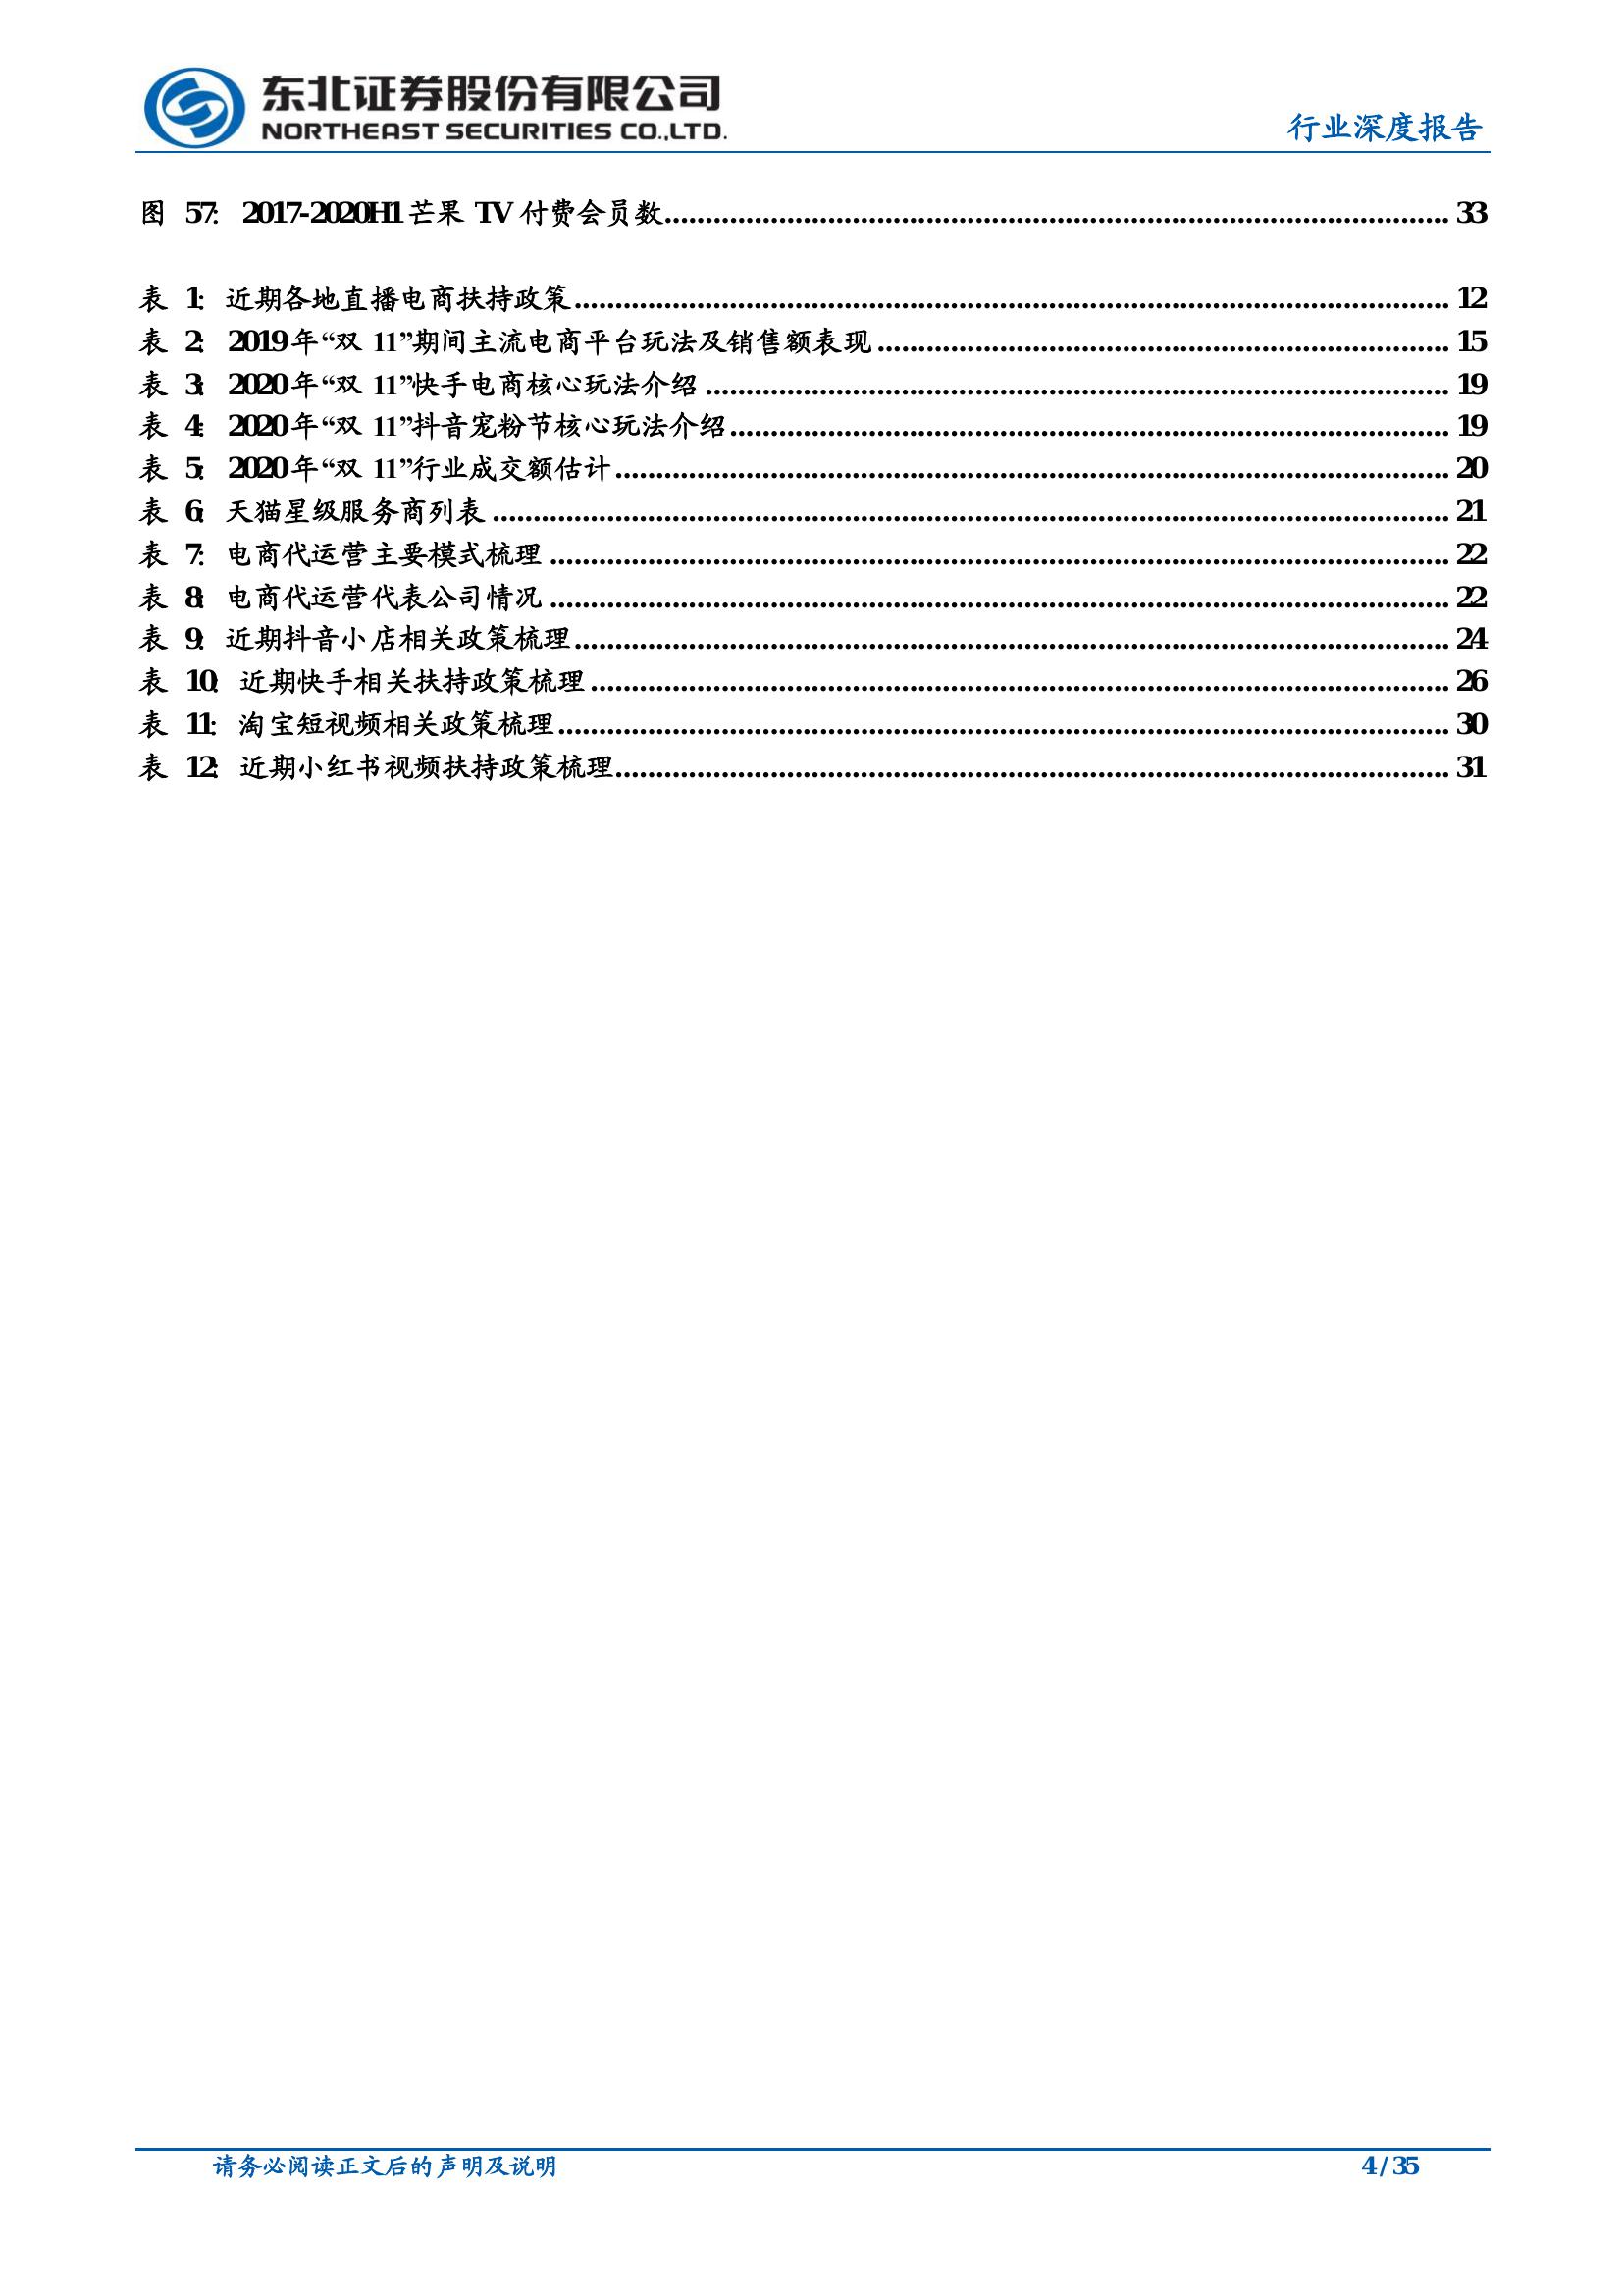 东北证券股份有限公司
NORTHEAST SECURITIES CO.,LTD.
行业深度报告
图 57: 2017-2020H1 芒果 TV 付费会员数 33
表 1: 近期各地直播电商扶持政策 12
表 2: 2019 年“双 11”期间主流电商平台玩法及销售额表现 15
表 3: 2020 年“双 11”快手电商核心玩法介绍 19
表 4: 2020 年“双 11”抖音宠粉节核心玩法介绍 19
表 5: 2020 年“双 11”行业成交额估计 20
表 6: 天猫星级服务商列表 21
表 7: 电商代运营主要模式梳理 22
表 8: 电商代运营代表公司情况 22
表 9: 近期抖音小店相关政策梳理 24
表 10: 近期快手相关扶持政策梳理 26
表 11: 淘宝短视频相关政策梳理 30
表 12: 近期小红书视频扶持政策梳理 31
请务必阅读正文后的声明及说明 4 / 35